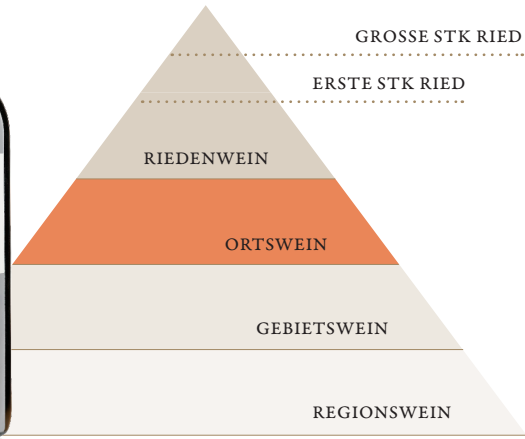 GROSSE STK RIED
ERSTE STK RIED
RIEDENWEIN
ORTSWEIN
GEBIETSWEIN
REGIONSWEIN